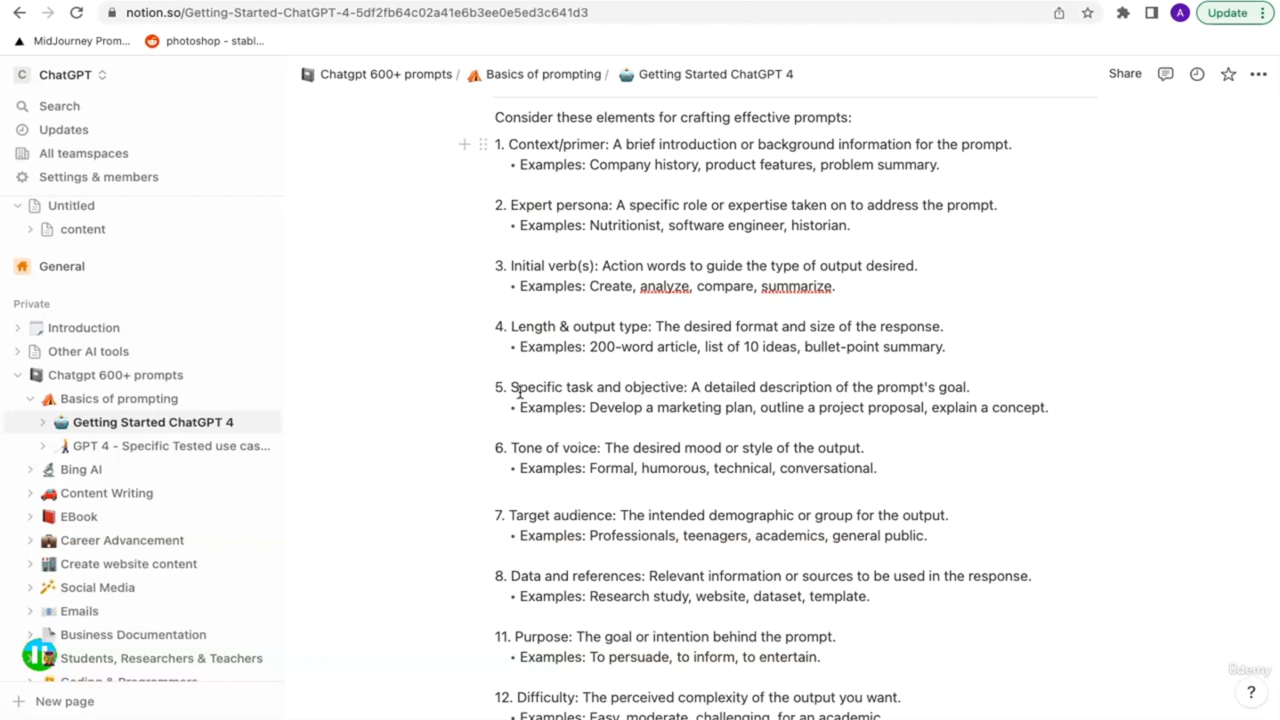 notion.so/Getting-Started-ChatGPT-4-5df2fb64c02a41e6b3ee0e5ed3c641d3
A
Update
MidJourney Prom...
photoshop - stabl...
C
ChatGPT
Search
Updates
All teamspaces
Settings & members
Untitled
content
General
Private
Introduction
Other AI tools
Chatgpt 600+ prompts
Basics of prompting
Getting Started ChatGPT 4
GPT 4 - Specific Tested use cas...
Bing AI
Content Writing
EBook
Career Advancement
Create website content
Social Media
Emails
Business Documentation
Students, Researchers & Teachers
Coding & Programmers
New page
Chatgpt 600+ prompts / Basics of prompting / Getting Started ChatGPT 4
Share
Consider these elements for crafting effective prompts:
1. Context/primer: A brief introduction or background information for the prompt.
• Examples: Company history, product features, problem summary.
2. Expert persona: A specific role or expertise taken on to address the prompt.
• Examples: Nutritionist, software engineer, historian.
3. Initial verb(s): Action words to guide the type of output desired.
• Examples: Create, analyze, compare, summarize.
4. Length & output type: The desired format and size of the response.
• Examples: 200-word article, list of 10 ideas, bullet-point summary.
5. Specific task and objective: A detailed description of the prompt's goal.
• Examples: Develop a marketing plan, outline a project proposal, explain a concept.
6. Tone of voice: The desired mood or style of the output.
• Examples: Formal, humorous, technical, conversational.
7. Target audience: The intended demographic or group for the output.
• Examples: Professionals, teenagers, academics, general public.
8. Data and references: Relevant information or sources to be used in the response.
• Examples: Research study, website, dataset, template.
11. Purpose: The goal or intention behind the prompt.
• Examples: To persuade, to inform, to entertain.
12. Difficulty: The perceived complexity of the output you want.
• Examples: Easy, moderate, challenging, for an academic
ûdemy
?